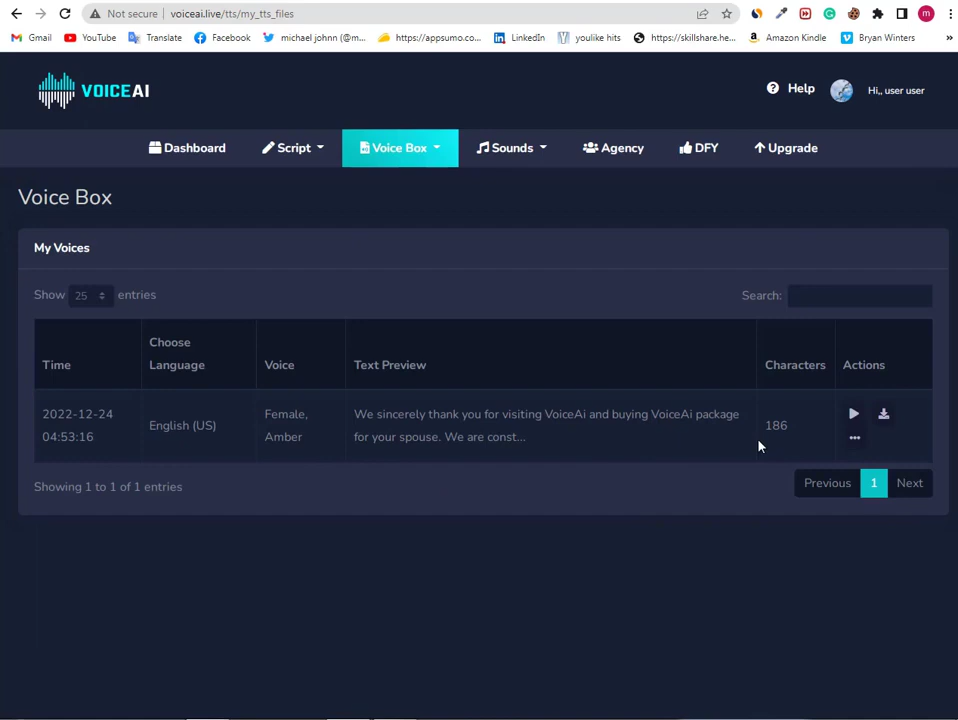 Not secure voiceai.live/tts/my_tts_files
Gmail YouTube Translate Facebook michael johnn (@m... https://appsumo.co... LinkedIn youlike hits https://skillshare.he... Amazon Kindle Bryan Winters »
VOICEAI Help Hi,, user user
Dashboard Script Voice Box Sounds Agency DFY Upgrade
Voice Box
My Voices
Show 25 entries Search:
Time Choose Language Voice Text Preview Characters Actions
2022-12-24 English (US) Female, We sincerely thank you for visiting VoiceAi and buying VoiceAi package 186
04:53:16 Amber for your spouse. We are const...
Showing 1 to 1 of 1 entries Previous 1 Next